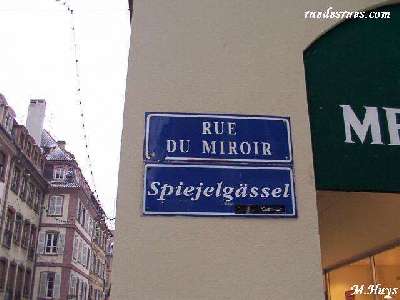 ruedesrues.com
RUE
DU MIROIR
Spiejelgässel
ME
M.Huys